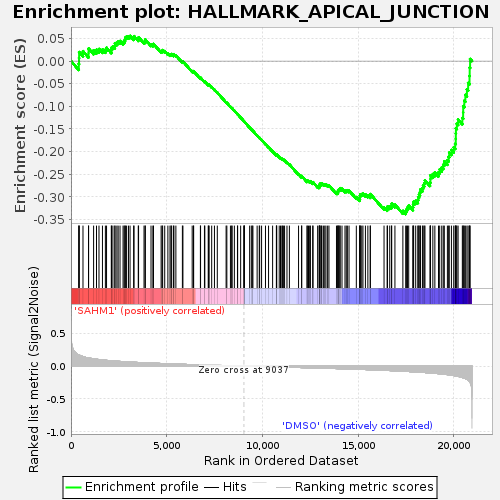 Enrichment plot: HALLMARK_APICAL_JUNCTION
Enrichment score (ES)
0.05
0.00
-0.05
-0.10
-0.15
-0.20
-0.25
-0.30
-0.35
Ranked list metric (Signal2Noise)
'SAHM1' (positively correlated)
0.5
0.0
-0.5
-1.0
Zero cross at 9037
'DMSO' (negatively correlated)
0
5,000
10,000
15,000
20,000
Rank in Ordered Dataset
Enrichment profile
Hits
Ranking metric scores